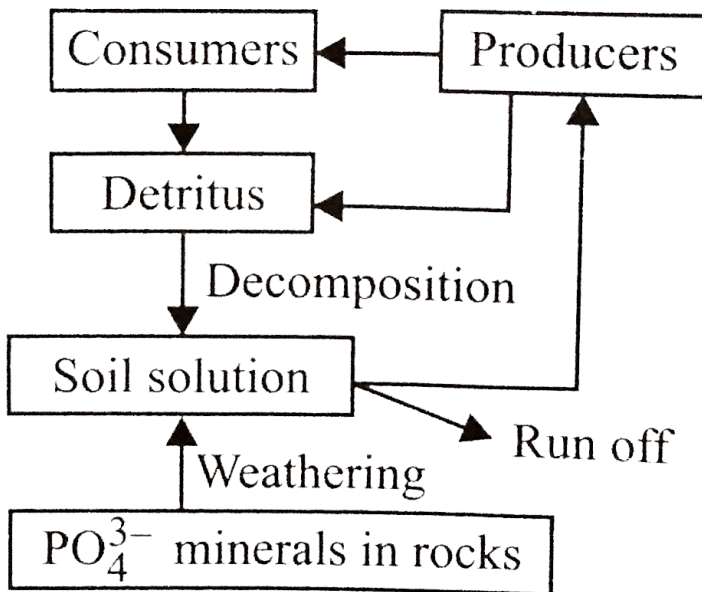 Consumers
Producers
Detritus
Decomposition
Soil solution
Run off
Weathering
PO₄³⁻ minerals in rocks